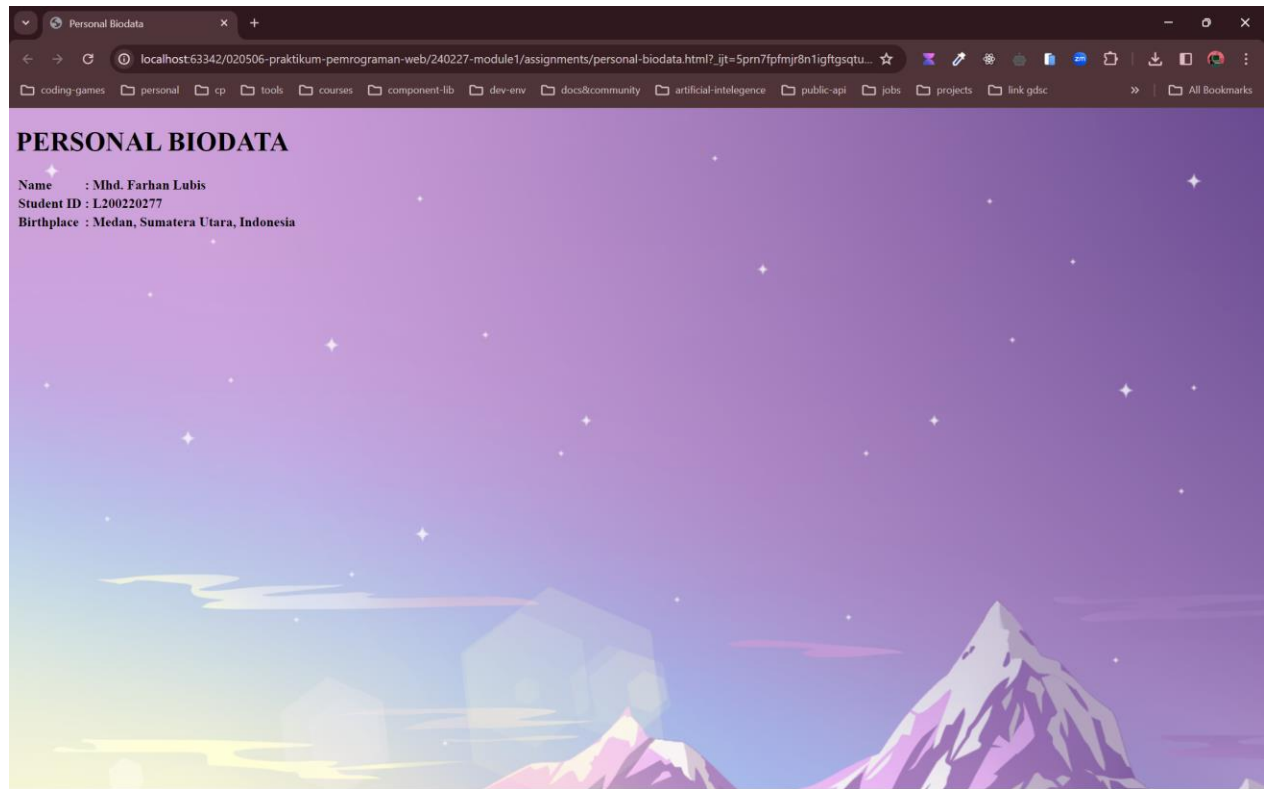 Personal Biodata
localhost:63342/020506-praktikum-pemrograman-web/240227-module1/assignments/personal-biodata.html?_ijt=5prn7fpfmjr8n1igftgsqtu...
zm
coding-games personal cp tools courses component-lib dev-env docs&community artificial-intelegence public-api jobs projects link gdsc » All Bookmarks
PERSONAL BIODATA
Name : Mhd. Farhan Lubis
Student ID : L200220277
Birthplace : Medan, Sumatera Utara, Indonesia